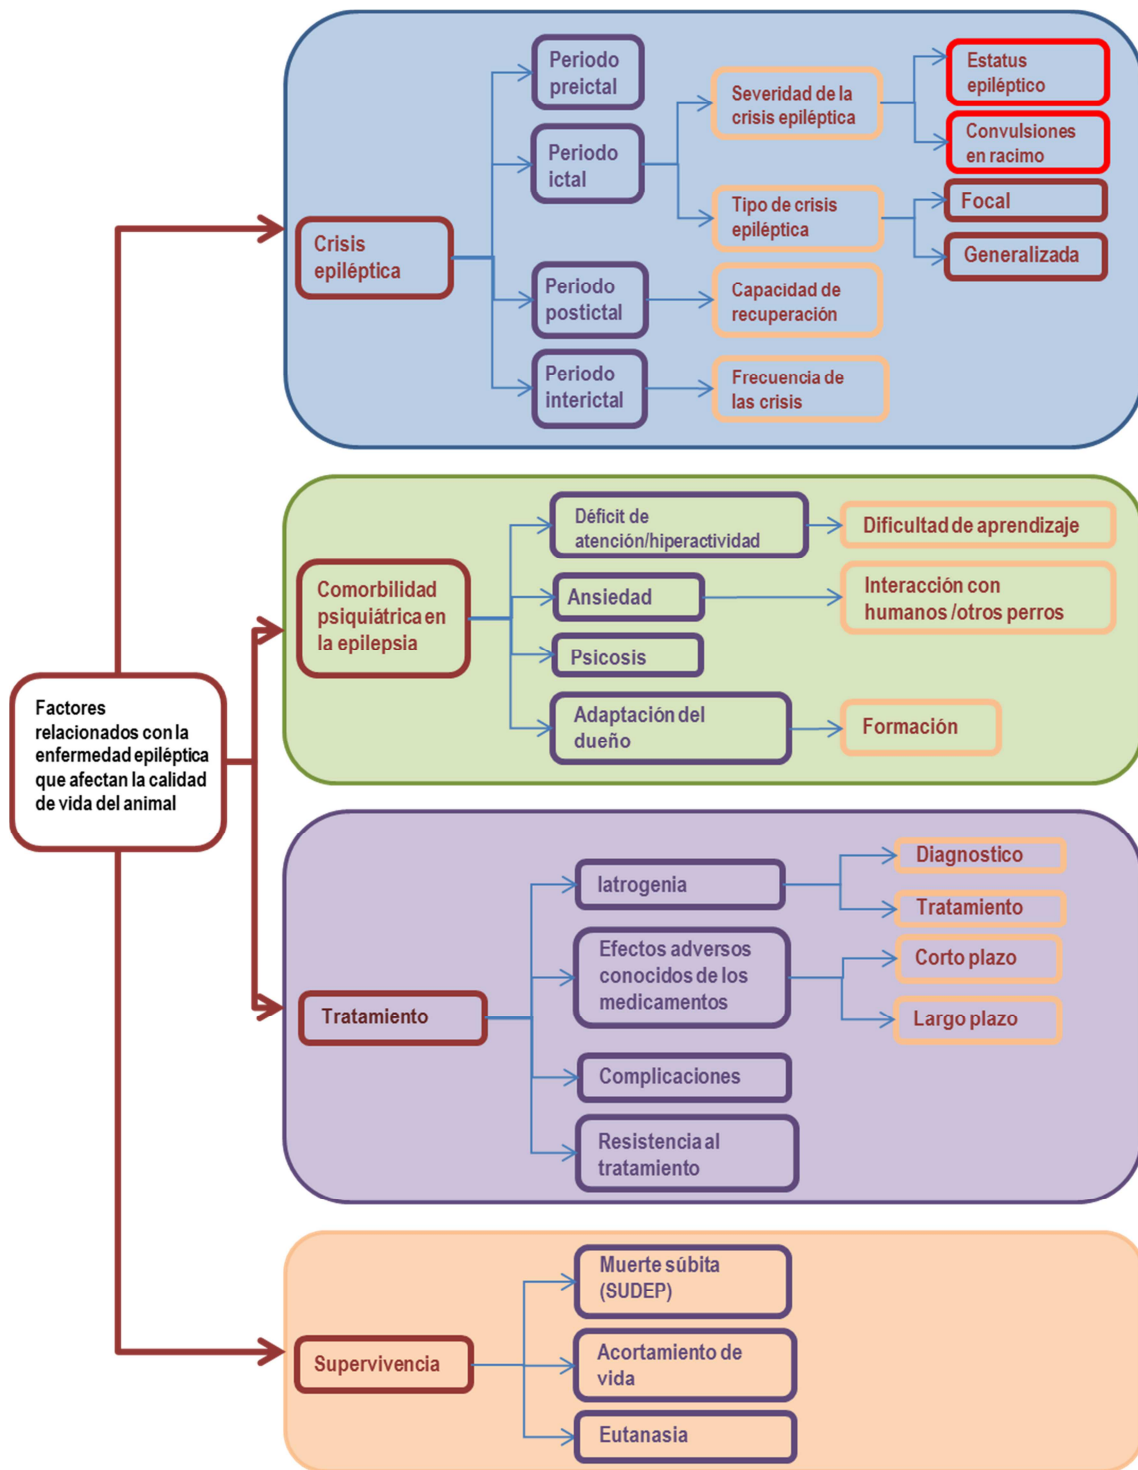 Periodo
preictal
Severidad de la
crisis epiléptica
Estatus
epiléptico
Convulsiones
en racimo
Periodo
ictal
Tipo de crisis
epiléptica
Focal
Generalizada
Crisis
epiléptica
Periodo
postictal
Capacidad de
recuperación
Periodo
interictal
Frecuencia de
las crisis
Déficit de
atención/hiperactividad
Dificultad de aprendizaje
Comorbilidad
psiquiátrica en
la epilepsia
Ansiedad
Interacción con
humanos /otros perros
Psicosis
Adaptación del
dueño
Formación
Factores
relacionados con la
enfermedad epiléptica
que afectan la calidad
de vida del animal
Iatrogenia
Diagnostico
Tratamiento
Efectos adversos
conocidos de los
medicamentos
Corto plazo
Largo plazo
Tratamiento
Complicaciones
Resistencia al
tratamiento
Muerte súbita
(SUDEP)
Supervivencia
Acortamiento de
vida
Eutanasia